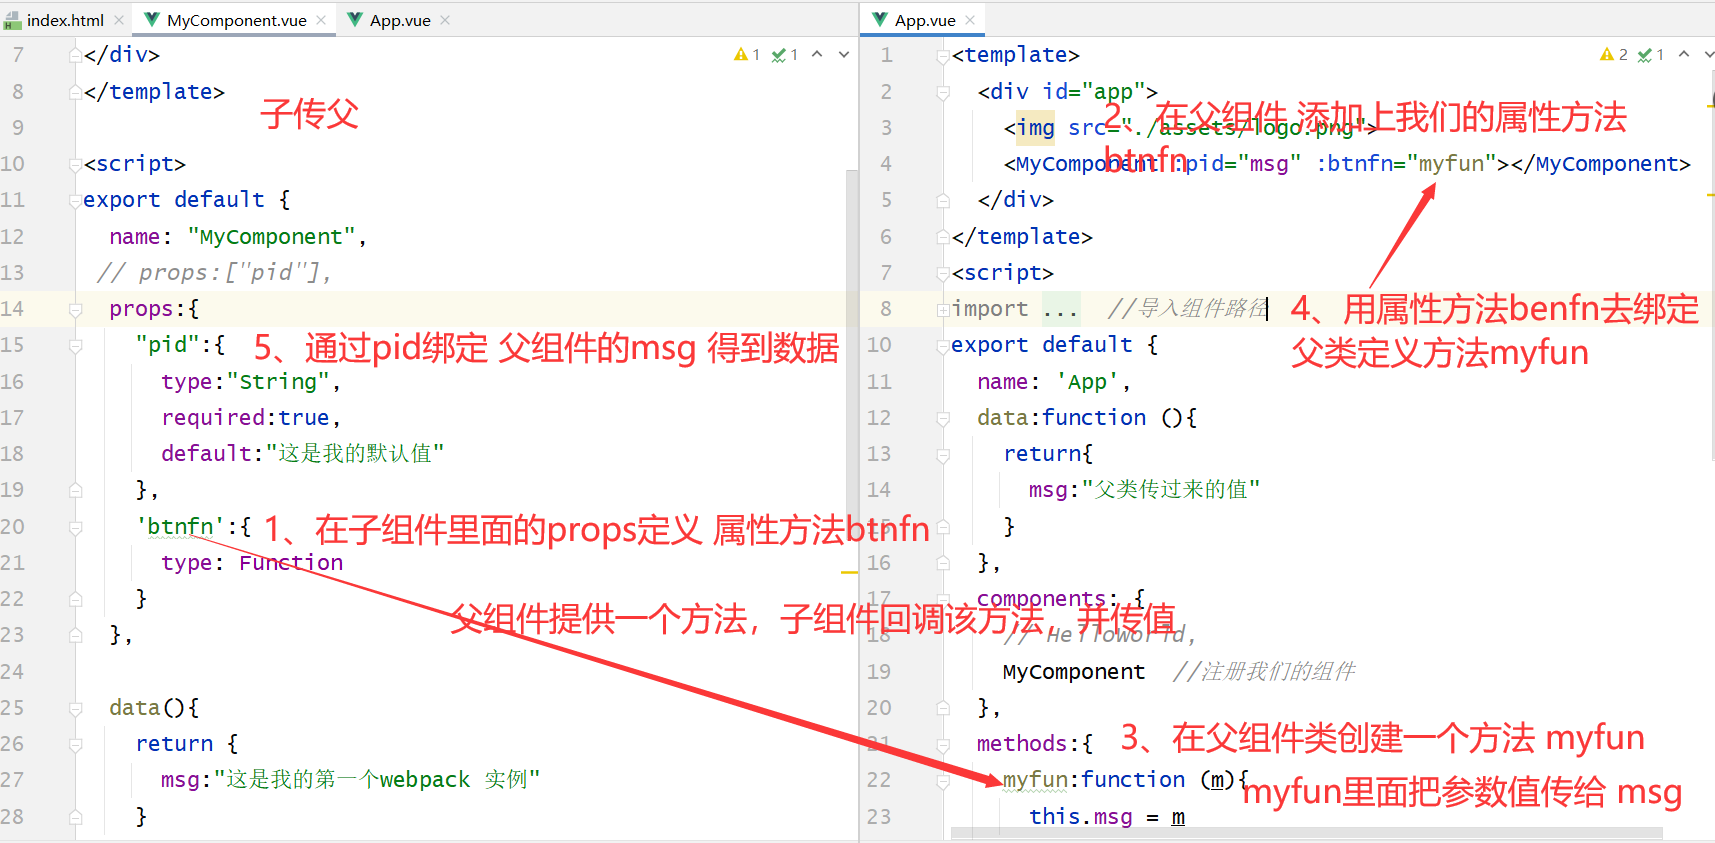 index.html
MyComponent.vue
App.vue
App.vue
7 </div>
8 </template>
子传父
9
10 <script>
11 export default {
12 name: "MyComponent",
13 // props:["pid"],
14 props:{
15 "pid":{
5、通过pid绑定 父组件的msg 得到数据
16 type:"String",
17 required:true,
18 default:"这是我的默认值"
19 },
20 'btnfn':{
1、在子组件里面的props定义 属性方法btnfn
21 type: Function
22 }
父组件提供一个方法，子组件回调该方法，并传值
23 },
24
25 data(){
26 return {
27 msg:"这是我的第一个webpack 实例"
28 }
1 1
2 1
1 <template>
2 <div id="app">
2、在父组件 添加上我们的属性方法
btnfn
3 <img src="./assets/logo.png">
4 <MyComponent :pid="msg" :btnfn="myfun"></MyComponent>
5 </div>
6 </template>
7 <script>
8 import ... //导入组件路径
4、用属性方法benfn去绑定
父类定义方法myfun
10 export default {
11 name: 'App',
12 data:function (){
13 return{
14 msg:"父类传过来的值"
15 }
16 },
17 components: {
18 // HelloWorld,
19 MyComponent //注册我们的组件
20 },
21 methods:{
3、在父组件类创建一个方法 myfun
22 myfun:function (m){
myfun里面把参数值传给 msg
23 this.msg = m